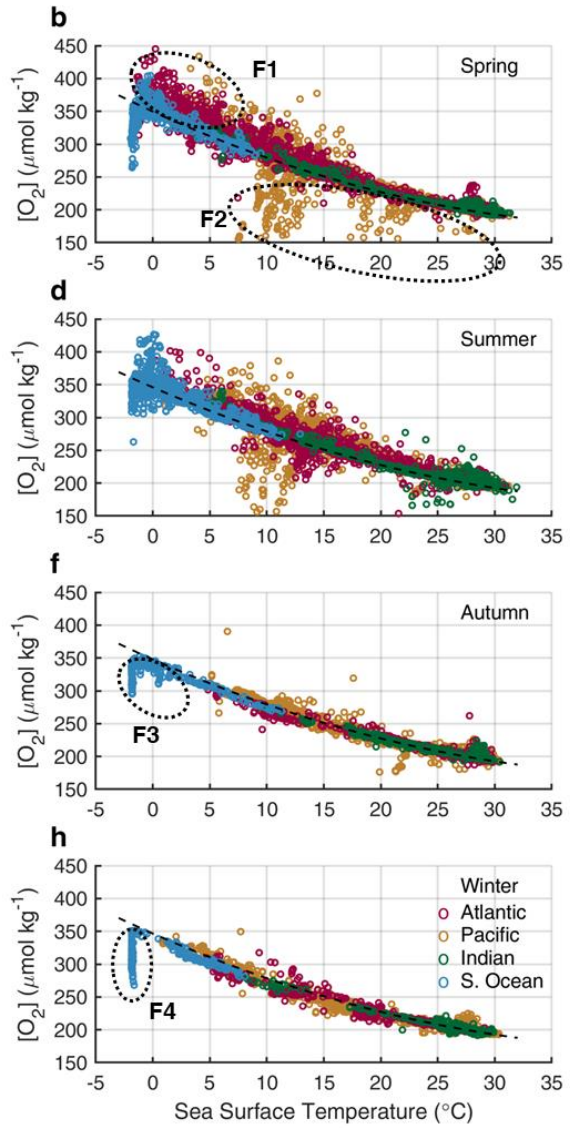 b
450
400
350
300
250
200
150
[O2] (μmol kg-1)
F1
F2
Spring
-5 0 5 10 15 20 25 30 35
d
450
400
350
300
250
200
150
[O2] (μmol kg-1)
Summer
-5 0 5 10 15 20 25 30 35
f
450
400
350
300
250
200
150
[O2] (μmol kg-1)
Autumn
F3
-5 0 5 10 15 20 25 30 35
h
450
400
350
300
250
200
150
[O2] (μmol kg-1)
Winter
Atlantic
Pacific
Indian
S. Ocean
F4
-5 0 5 10 15 20 25 30 35
Sea Surface Temperature (°C)